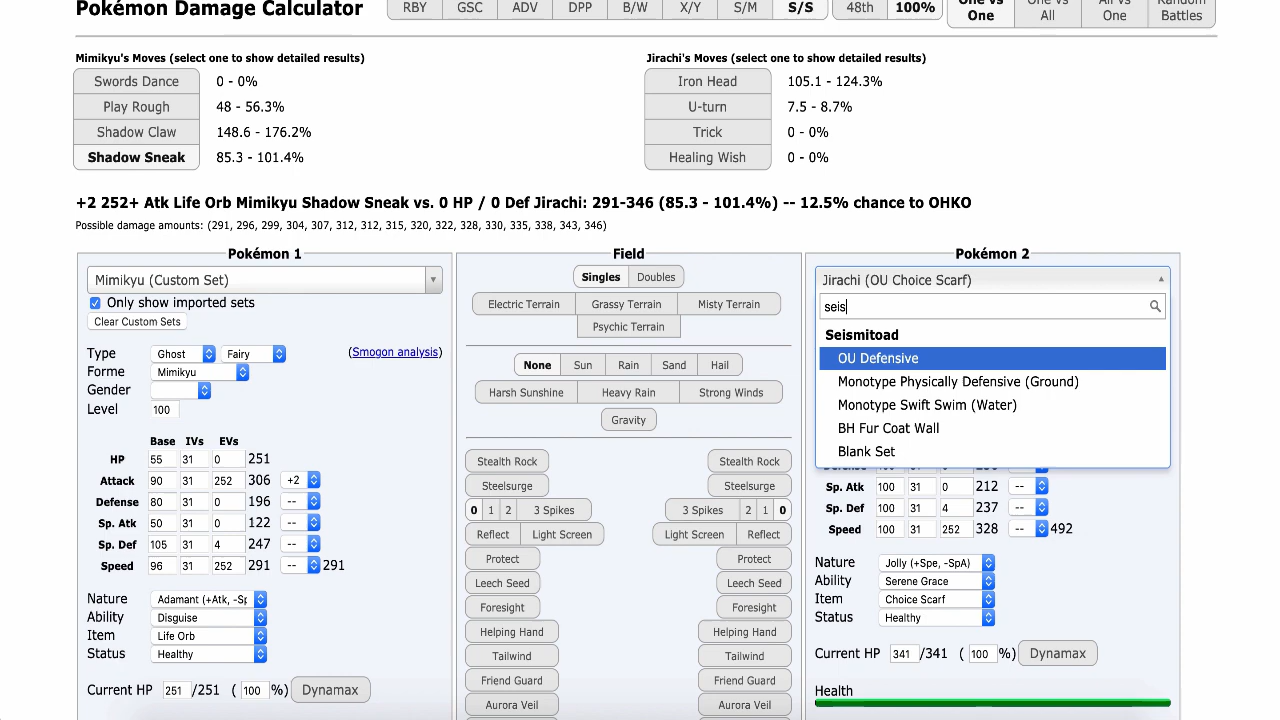 Pokémon Damage Calculator
RBY GSC ADV DPP B/W X/Y S/M S/S 48th 100% One vs One One vs All All vs One Random Battles
Mimikyu's Moves (select one to show detailed results)
Swords Dance 0 - 0%
Play Rough 48 - 56.3%
Shadow Claw 148.6 - 176.2%
Shadow Sneak 85.3 - 101.4%
Jirachi's Moves (select one to show detailed results)
Iron Head 105.1 - 124.3%
U-turn 7.5 - 8.7%
Trick 0 - 0%
Healing Wish 0 - 0%
+2 252+ Atk Life Orb Mimikyu Shadow Sneak vs. 0 HP / 0 Def Jirachi: 291-346 (85.3 - 101.4%) -- 12.5% chance to OHKO
Possible damage amounts: (291, 296, 299, 304, 307, 312, 312, 315, 320, 322, 328, 330, 335, 338, 343, 346)
Pokémon 1
Mimikyu (Custom Set)
Only show imported sets
Clear Custom Sets
Type Ghost Fairy (Smogon analysis)
Forme Mimikyu
Gender
Level 100
Base IVs EVs
HP 55 31 0 251
Attack 90 31 252 306 +2
Defense 80 31 0 196 --
Sp. Atk 50 31 0 122 --
Sp. Def 105 31 4 247 --
Speed 96 31 252 291 -- 291
Nature Adamant (+Atk, -Sp
Ability Disguise
Item Life Orb
Status Healthy
Current HP 251 /251 ( 100 %) Dynamax
Field
Singles Doubles
Electric Terrain Grassy Terrain Misty Terrain
Psychic Terrain
None Sun Rain Sand Hail
Harsh Sunshine Heavy Rain Strong Winds
Gravity
Stealth Rock Stealth Rock
Steelsurge Steelsurge
0 1 2 3 Spikes 3 Spikes 2 1 0
Reflect Light Screen Light Screen Reflect
Protect Protect
Leech Seed Leech Seed
Foresight Foresight
Helping Hand Helping Hand
Tailwind Tailwind
Friend Guard Friend Guard
Aurora Veil Aurora Veil
Pokémon 2
Jirachi (OU Choice Scarf)
seis
Seismitoad
OU Defensive
Monotype Physically Defensive (Ground)
Monotype Swift Swim (Water)
BH Fur Coat Wall
Blank Set
Sp. Atk 100 31 0 212 --
Sp. Def 100 31 4 237 --
Speed 100 31 252 328 -- 492
Nature Jolly (+Spe, -SpA)
Ability Serene Grace
Item Choice Scarf
Status Healthy
Current HP 341 /341 ( 100 %) Dynamax
Health